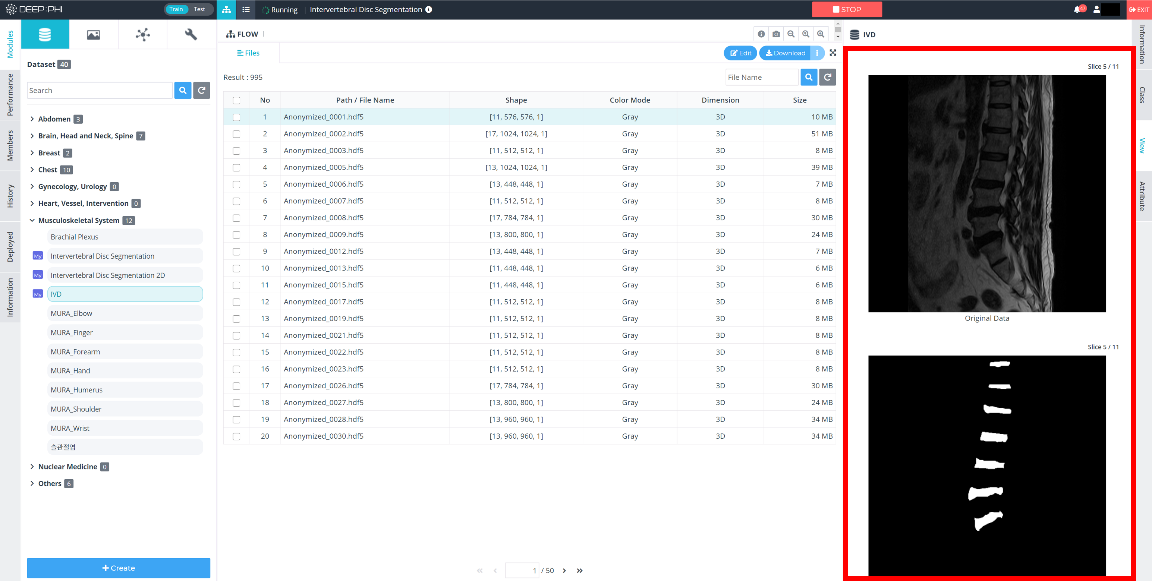 DEEP:PHI
Train Test
Running Intervertebral Disc Segmentation
STOP
EXIT
Modules
Performance
Members
History
Deployed
Information
Dataset 40
Search
Abdomen 3
Brain, Head and Neck, Spine 7
Breast 2
Chest 10
Gynecology, Urology 0
Heart, Vessel, Intervention 0
Musculoskeletal System 12
Brachial Plexus
My Intervertebral Disc Segmentation
My Intervertebral Disc Segmentation 2D
My IVD
MURA_Elbow
MURA_Finger
MURA_Forearm
MURA_Hand
MURA_Humerus
MURA_Shoulder
MURA_Wrist
Nuclear Medicine 0
Others 6
+ Create
FLOW
Files
Edit Download
Result : 995
File Name
No Path / File Name Shape Color Mode Dimension Size
1 Anonymized_0001.hdf5 [11, 576, 576, 1] Gray 3D 10 MB
2 Anonymized_0002.hdf5 [17, 1024, 1024, 1] Gray 3D 51 MB
3 Anonymized_0003.hdf5 [11, 512, 512, 1] Gray 3D 8 MB
4 Anonymized_0005.hdf5 [13, 1024, 1024, 1] Gray 3D 39 MB
5 Anonymized_0006.hdf5 [13, 448, 448, 1] Gray 3D 7 MB
6 Anonymized_0007.hdf5 [11, 512, 512, 1] Gray 3D 8 MB
7 Anonymized_0008.hdf5 [17, 784, 784, 1] Gray 3D 30 MB
8 Anonymized_0009.hdf5 [13, 800, 800, 1] Gray 3D 24 MB
9 Anonymized_0012.hdf5 [13, 448, 448, 1] Gray 3D 7 MB
10 Anonymized_0013.hdf5 [11, 448, 448, 1] Gray 3D 6 MB
11 Anonymized_0015.hdf5 [11, 448, 448, 1] Gray 3D 6 MB
12 Anonymized_0017.hdf5 [11, 512, 512, 1] Gray 3D 8 MB
13 Anonymized_0019.hdf5 [11, 512, 512, 1] Gray 3D 8 MB
14 Anonymized_0021.hdf5 [11, 512, 512, 1] Gray 3D 8 MB
15 Anonymized_0022.hdf5 [11, 512, 512, 1] Gray 3D 8 MB
16 Anonymized_0023.hdf5 [11, 512, 512, 1] Gray 3D 8 MB
17 Anonymized_0026.hdf5 [17, 784, 784, 1] Gray 3D 30 MB
18 Anonymized_0027.hdf5 [13, 800, 800, 1] Gray 3D 24 MB
19 Anonymized_0028.hdf5 [13, 960, 960, 1] Gray 3D 34 MB
20 Anonymized_0030.hdf5 [13, 960, 960, 1] Gray 3D 34 MB
1 / 50
IVD
Slice 5 / 11
Original Data
Slice 5 / 11
Information
Class
View
Attribute